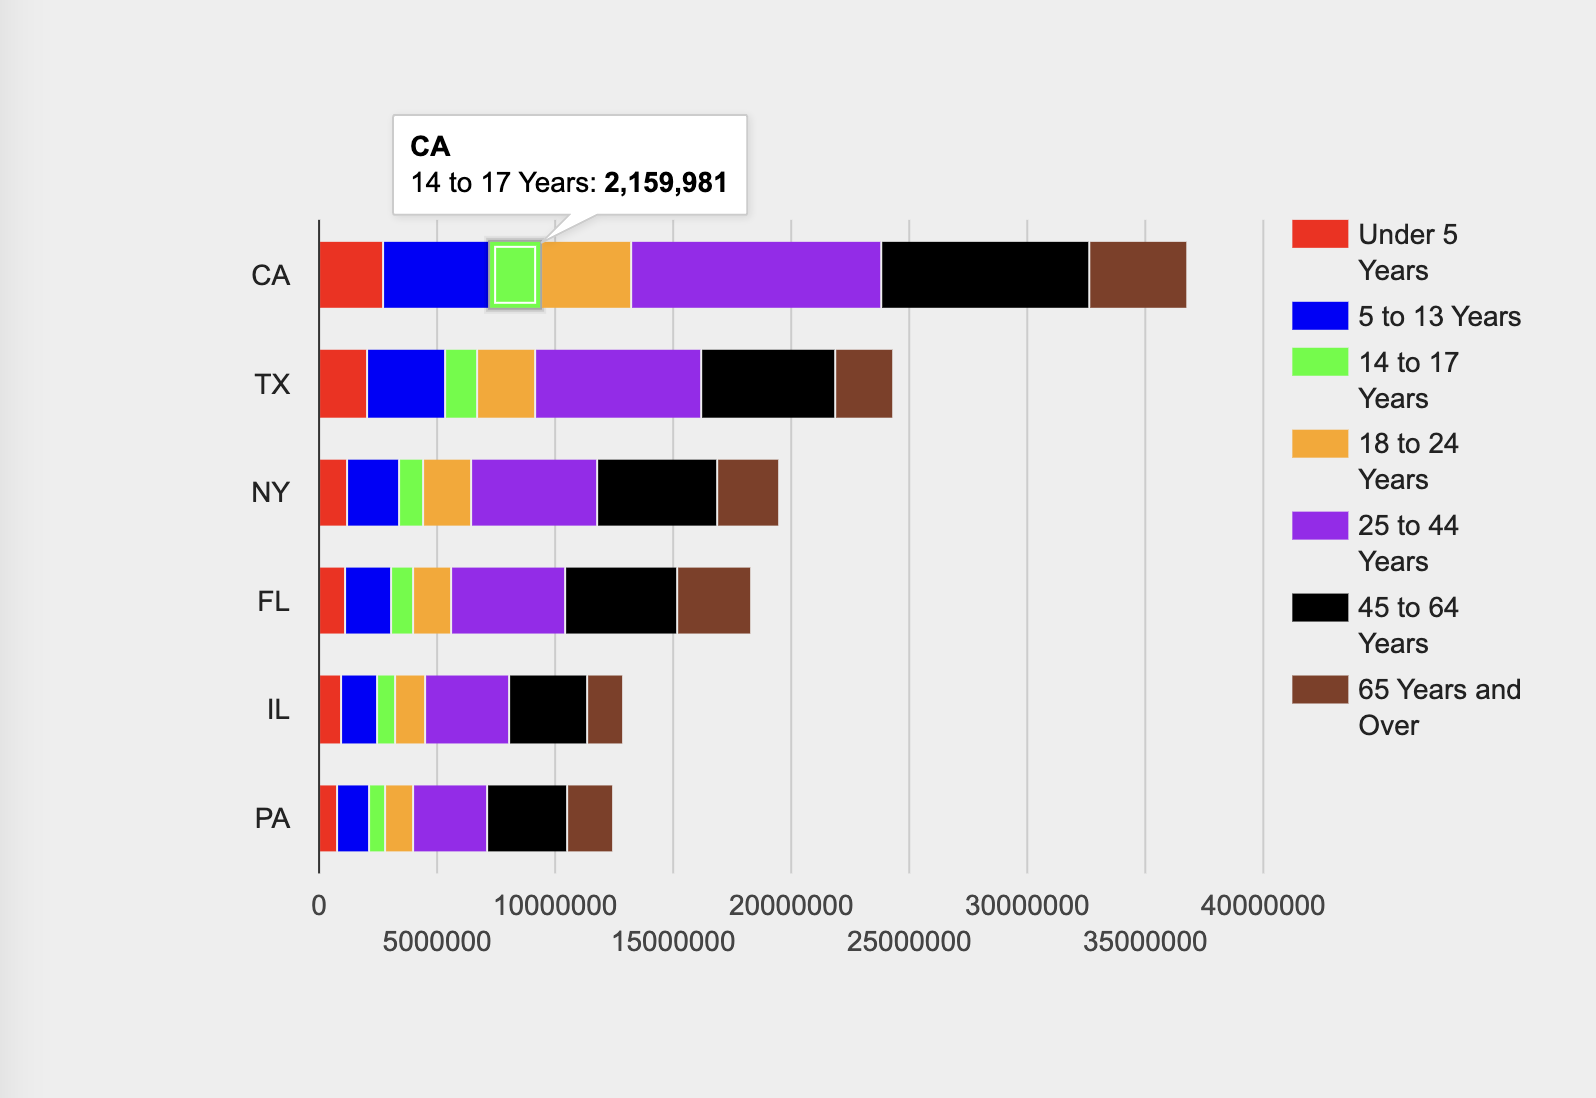 CA
14 to 17 Years: 2,159,981
CA
TX
NY
FL
IL
PA
0
10000000
20000000
30000000
40000000
5000000
15000000
25000000
35000000
Under 5
Years
5 to 13 Years
14 to 17
Years
18 to 24
Years
25 to 44
Years
45 to 64
Years
65 Years and
Over